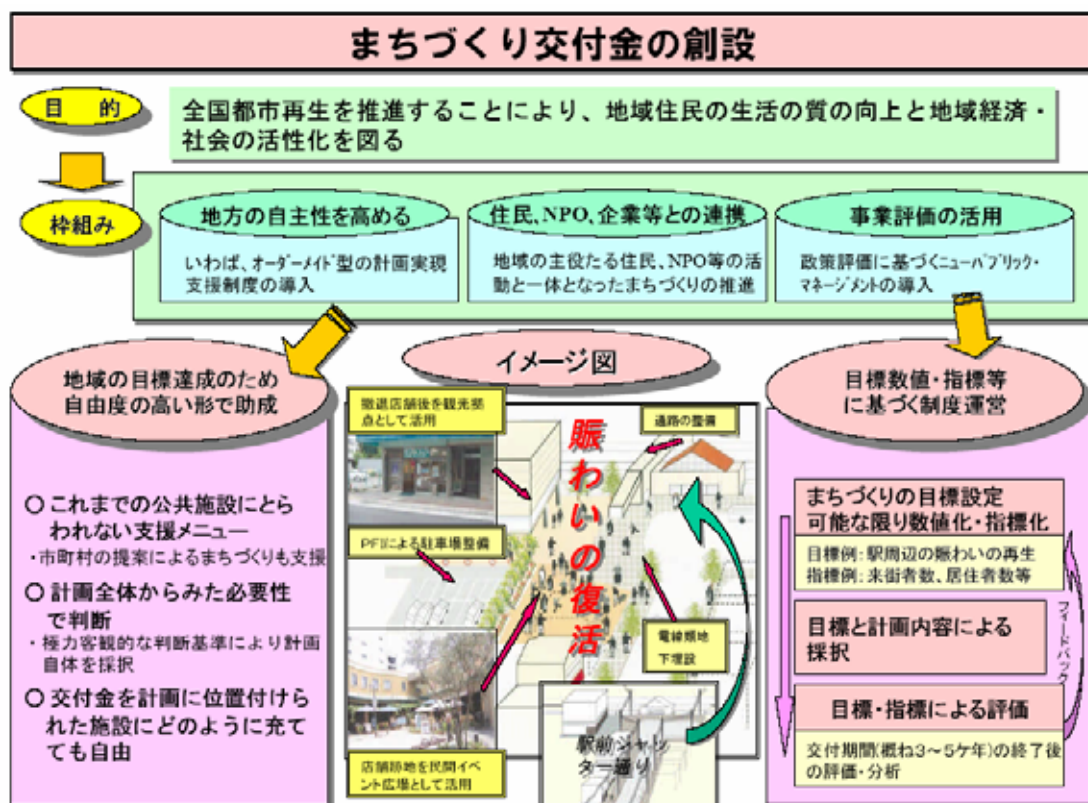 まちづくり交付金の創設
目 的
全国都市再生を推進することにより、地域住民の生活の質の向上と地域経済・
社会の活性化を図る
枠組み
地方の自主性を高める
いわば、オーダーメイド型の計画実現
支援制度の導入
住民、NPO、企業等との連携
地域の主役たる住民、NPO等の活
動と一体となったまちづくりの推進
事業評価の活用
政策評価に基づくニューパブリック・
マネージメントの導入
地域の目標達成のため
自由度の高い形で助成
○ これまでの公共施設にとら
われない支援メニュー
・市町村の提案によるまちづくりも支援
○ 計画全体からみた必要性
で判断
・極力客観的な判断基準により計画
自体を採択
○ 交付金を計画に位置付けら
れた施設にどのように充て
ても自由
イメージ図
撤退店舗後を観光拠
点として活用
通路の整備
賑わいの復活
PFIによる駐車場整備
電線類地
下埋設
駅前シャッ
ター通り
店舗跡地を民間イベ
ント広場として活用
目標数値・指標等
に基づく制度運営
まちづくりの目標設定
可能な限り数値化・指標化
目標例：駅周辺の賑わいの再生
指標例：来街者数、居住者数等
目標と計画内容による
採択
フィードバック
目標・指標による評価
交付期間(概ね3～5ケ年)の終了後
の評価・分析